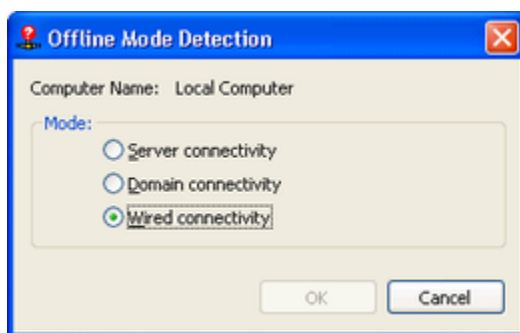 Offline Mode Detection
Computer Name: Local Computer
Mode:
Server connectivity
Domain connectivity
Wired connectivity
OK Cancel